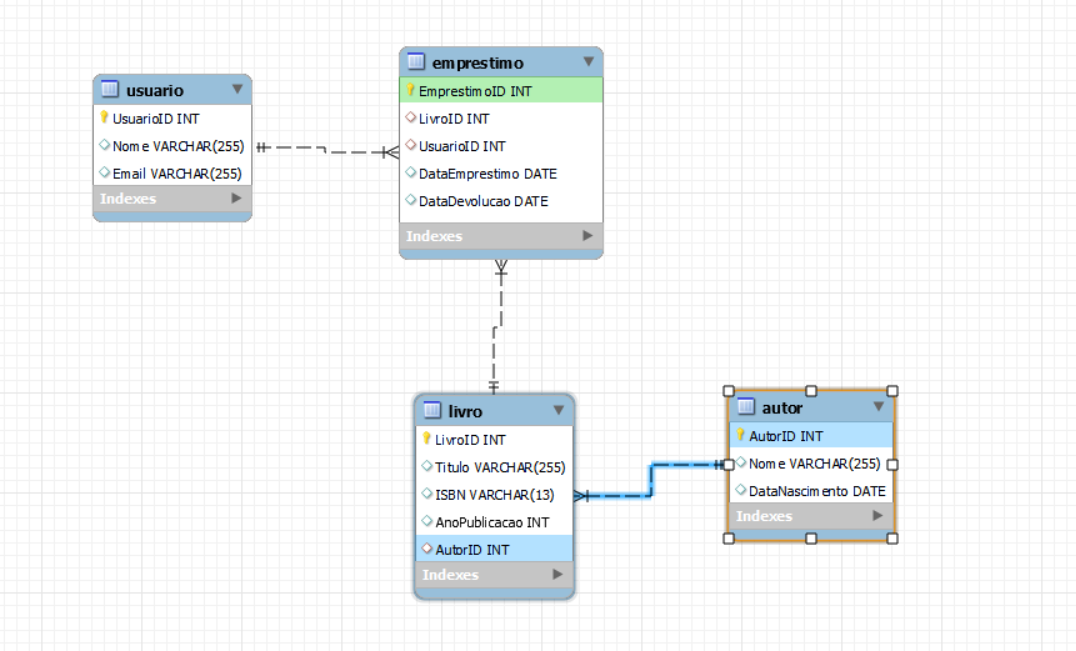 usuario
UsuarioID INT
Nome VARCHAR(255)
Email VARCHAR(255)
Indexes
emprestimo
EmprestimoID INT
LivroID INT
UsuarioID INT
DataEmprestimo DATE
DataDevolucao DATE
Indexes
livro
LivroID INT
Titulo VARCHAR(255)
ISBN VARCHAR(13)
AnoPublicacao INT
AutorID INT
Indexes
autor
AutorID INT
Nome VARCHAR(255)
DataNascimento DATE
Indexes